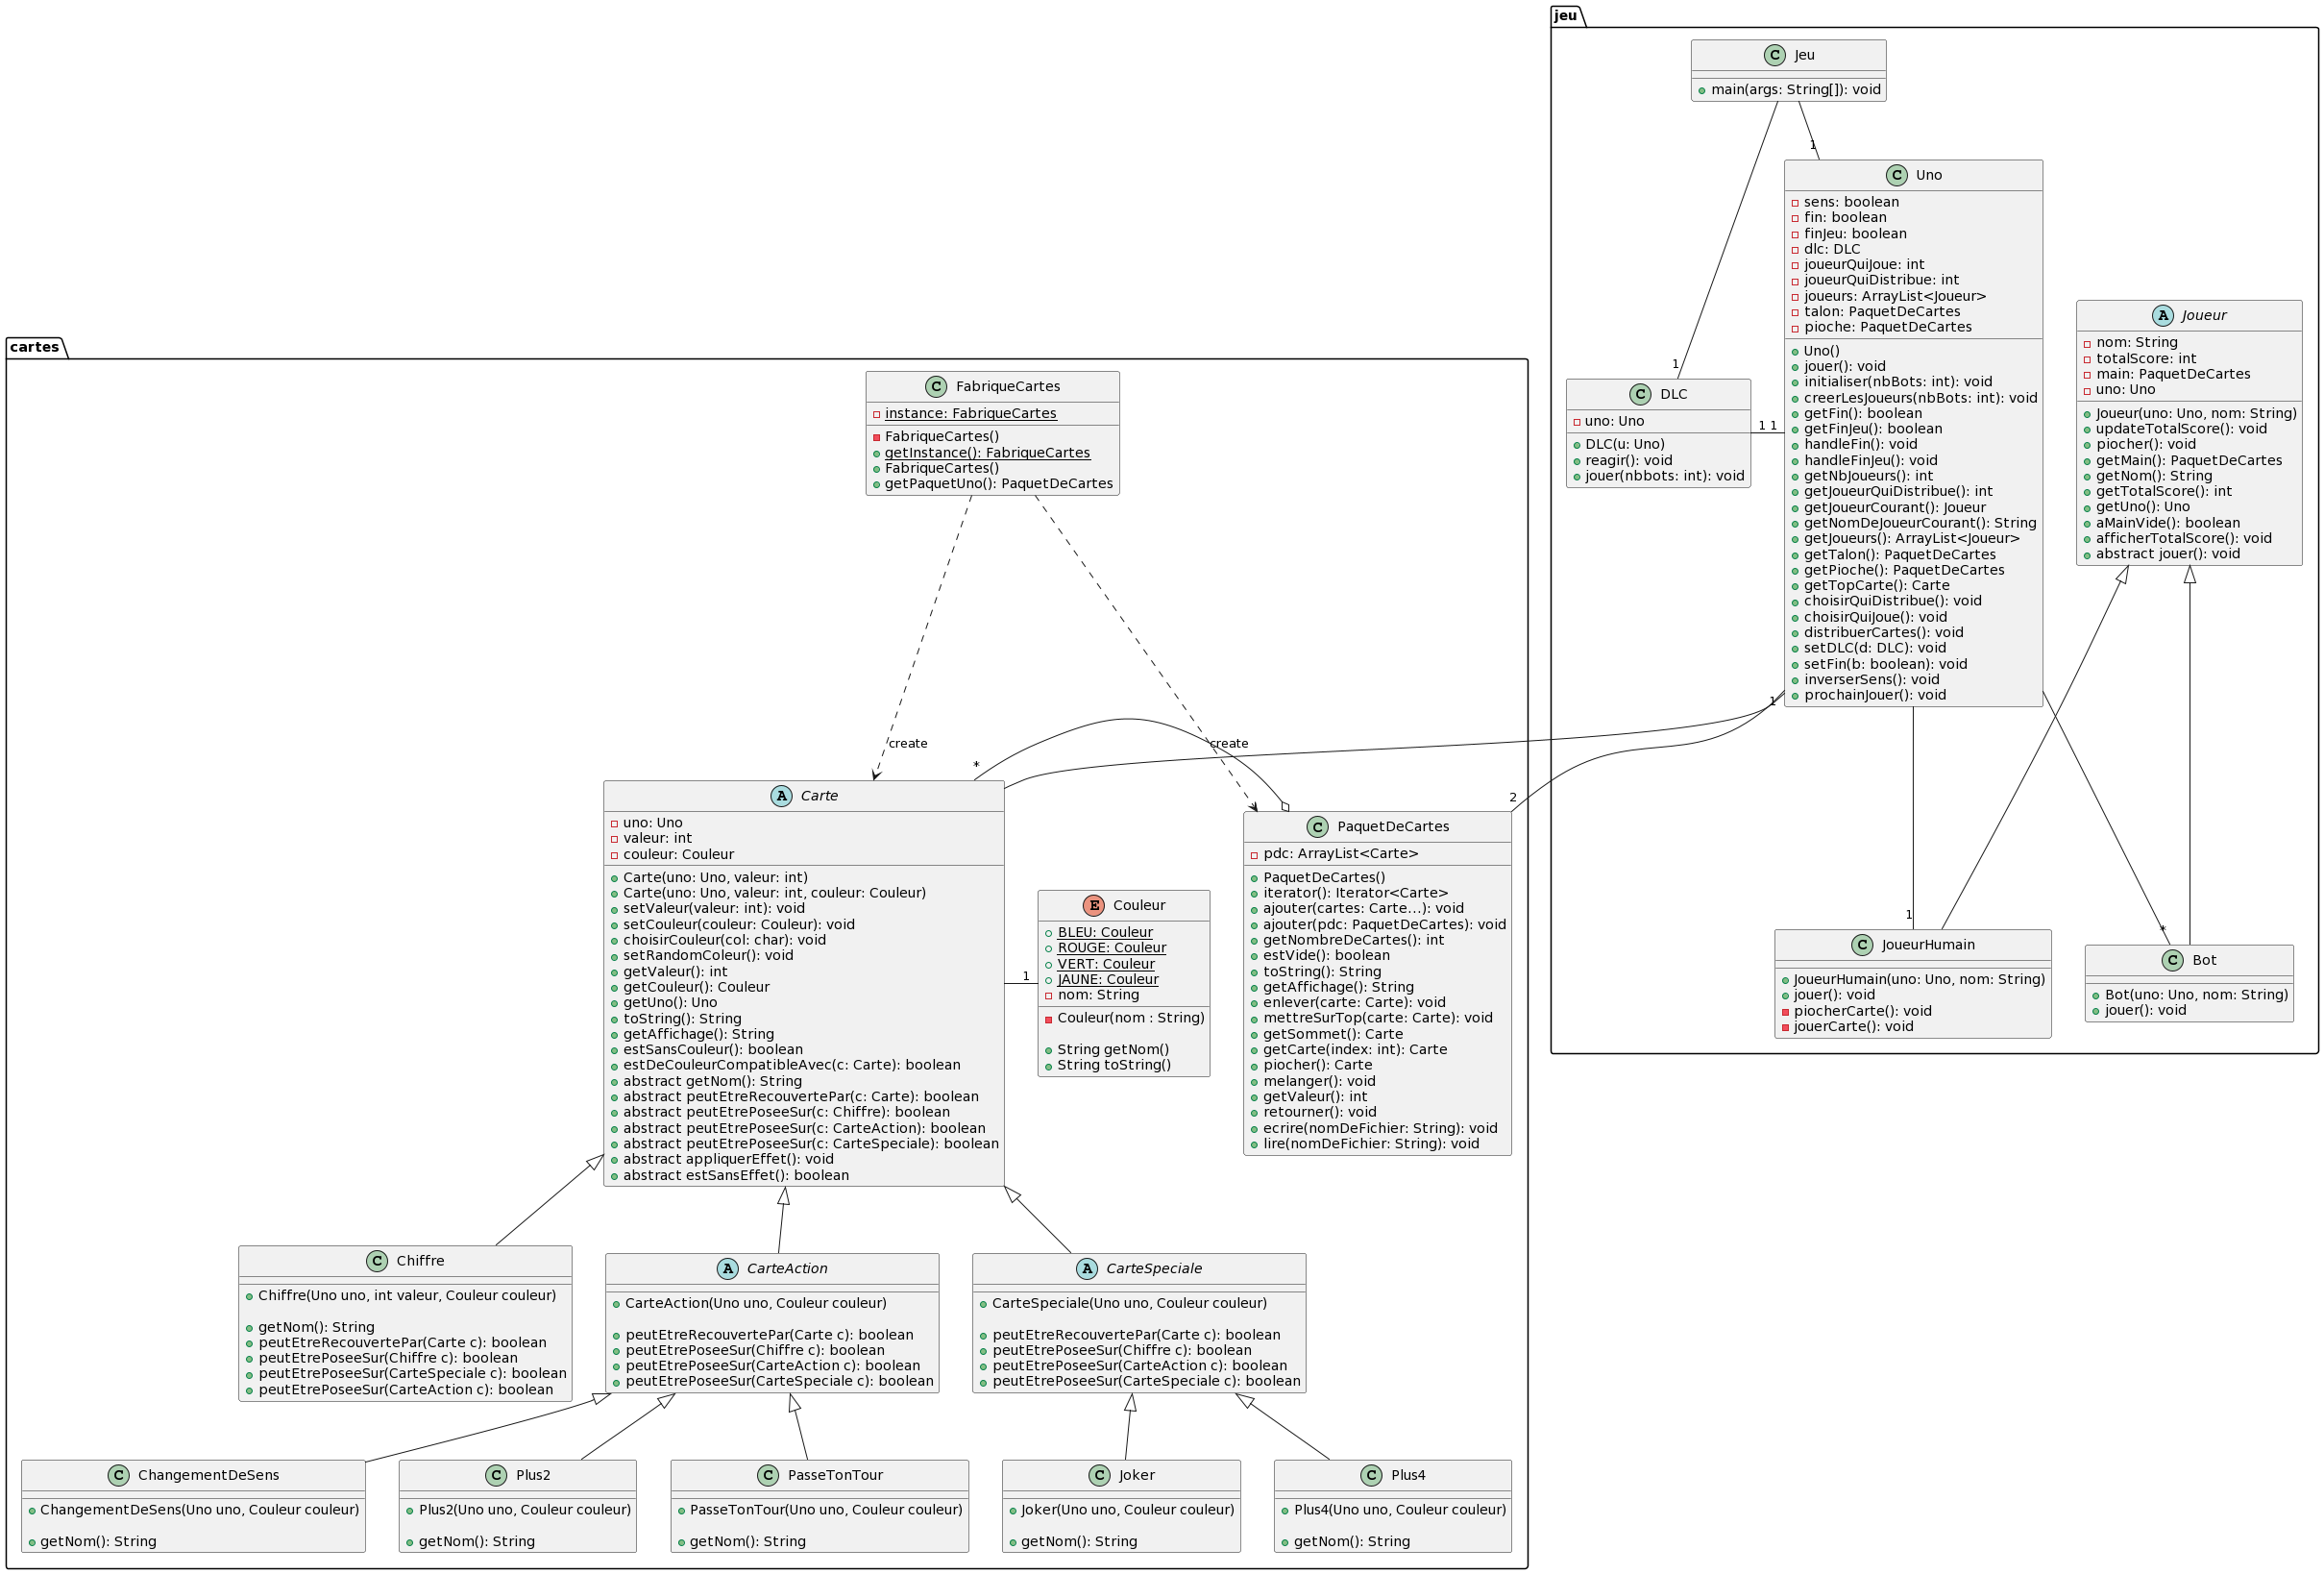 jeu
Jeu
main(args: String[]): void
1
1
Uno
sens: boolean
fin: boolean
finJeu: boolean
dlc: DLC
joueurQuiJoue: int
joueurQuiDistribue: int
joueurs: ArrayList<Joueur>
talon: PaquetDeCartes
pioche: PaquetDeCartes
Uno()
jouer(): void
initialiser(nbBots: int): void
creerLesJoueurs(nbBots: int): void
getFin(): boolean
getFinJeu(): boolean
handleFin(): void
handleFinJeu(): void
getNbJoueurs(): int
getJoueurQuiDistribue(): int
getJoueurCourant(): Joueur
getNomDeJoueurCourant(): String
getJoueurs(): ArrayList<Joueur>
getTalon(): PaquetDeCartes
getPioche(): PaquetDeCartes
getTopCarte(): Carte
choisirQuiDistribue(): void
choisirQuiJoue(): void
distribuerCartes(): void
setDLC(d: DLC): void
setFin(b: boolean): void
inverserSens(): void
prochainJouer(): void
Joueur
nom: String
totalScore: int
main: PaquetDeCartes
uno: Uno
Joueur(uno: Uno, nom: String)
updateTotalScore(): void
piocher(): void
getMain(): PaquetDeCartes
getNom(): String
getTotalScore(): int
getUno(): Uno
aMainVide(): boolean
afficherTotalScore(): void
abstract jouer(): void
DLC
uno: Uno
DLC(u: Uno)
reagir(): void
jouer(nbbots: int): void
1 1
1
2
1
*
JoueurHumain
JoueurHumain(uno: Uno, nom: String)
jouer(): void
piocherCarte(): void
jouerCarte(): void
Bot
Bot(uno: Uno, nom: String)
jouer(): void
cartes
FabriqueCartes
instance: FabriqueCartes
FabriqueCartes()
getInstance(): FabriqueCartes
FabriqueCartes()
getPaquetUno(): PaquetDeCartes
create
create
*
Carte
uno: Uno
valeur: int
couleur: Couleur
Carte(uno: Uno, valeur: int)
Carte(uno: Uno, valeur: int, couleur: Couleur)
setValeur(valeur: int): void
setCouleur(couleur: Couleur): void
choisirCouleur(col: char): void
setRandomColeur(): void
getValeur(): int
getCouleur(): Couleur
getUno(): Uno
toString(): String
getAffichage(): String
estSansCouleur(): boolean
estDeCouleurCompatibleAvec(c: Carte): boolean
abstract getNom(): String
abstract peutEtreRecouvertePar(c: Carte): boolean
abstract peutEtrePoseeSur(c: Chiffre): boolean
abstract peutEtrePoseeSur(c: CarteAction): boolean
abstract peutEtrePoseeSur(c: CarteSpeciale): boolean
abstract appliquerEffet(): void
abstract estSansEffet(): boolean
1
Couleur
BLEU: Couleur
ROUGE: Couleur
VERT: Couleur
JAUNE: Couleur
nom: String
Couleur(nom : String)
String getNom()
String toString()
PaquetDeCartes
pdc: ArrayList<Carte>
PaquetDeCartes()
iterator(): Iterator<Carte>
ajouter(cartes: Carte...): void
ajouter(pdc: PaquetDeCartes): void
getNombreDeCartes(): int
estVide(): boolean
toString(): String
getAffichage(): String
enlever(carte: Carte): void
mettreSurTop(carte: Carte): void
getSommet(): Carte
getCarte(index: int): Carte
piocher(): Carte
melanger(): void
getValeur(): int
retourner(): void
ecrire(nomDeFichier: String): void
lire(nomDeFichier: String): void
Chiffre
Chiffre(Uno uno, int valeur, Couleur couleur)
getNom(): String
peutEtreRecouvertePar(Carte c): boolean
peutEtrePoseeSur(Chiffre c): boolean
peutEtrePoseeSur(CarteSpeciale c): boolean
peutEtrePoseeSur(CarteAction c): boolean
CarteAction
CarteAction(Uno uno, Couleur couleur)
peutEtreRecouvertePar(Carte c): boolean
peutEtrePoseeSur(Chiffre c): boolean
peutEtrePoseeSur(CarteAction c): boolean
peutEtrePoseeSur(CarteSpeciale c): boolean
CarteSpeciale
CarteSpeciale(Uno uno, Couleur couleur)
peutEtreRecouvertePar(Carte c): boolean
peutEtrePoseeSur(Chiffre c): boolean
peutEtrePoseeSur(CarteAction c): boolean
peutEtrePoseeSur(CarteSpeciale c): boolean
ChangementDeSens
ChangementDeSens(Uno uno, Couleur couleur)
getNom(): String
Plus2
Plus2(Uno uno, Couleur couleur)
getNom(): String
PasseTonTour
PasseTonTour(Uno uno, Couleur couleur)
getNom(): String
Joker
Joker(Uno uno, Couleur couleur)
getNom(): String
Plus4
Plus4(Uno uno, Couleur couleur)
getNom(): String